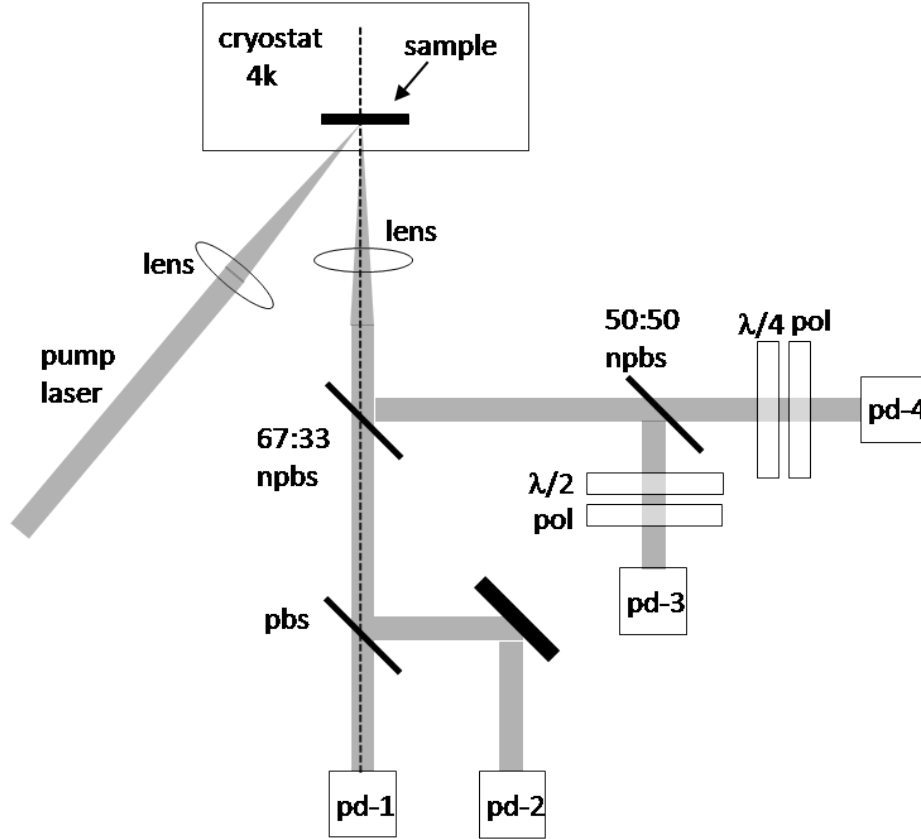 cryostat
4k
sample
lens
lens
pump
laser
50:50
npbs
λ/4 pol
pd-4
67:33
npbs
λ/2
pol
pd-3
pbs
pd-1
pd-2